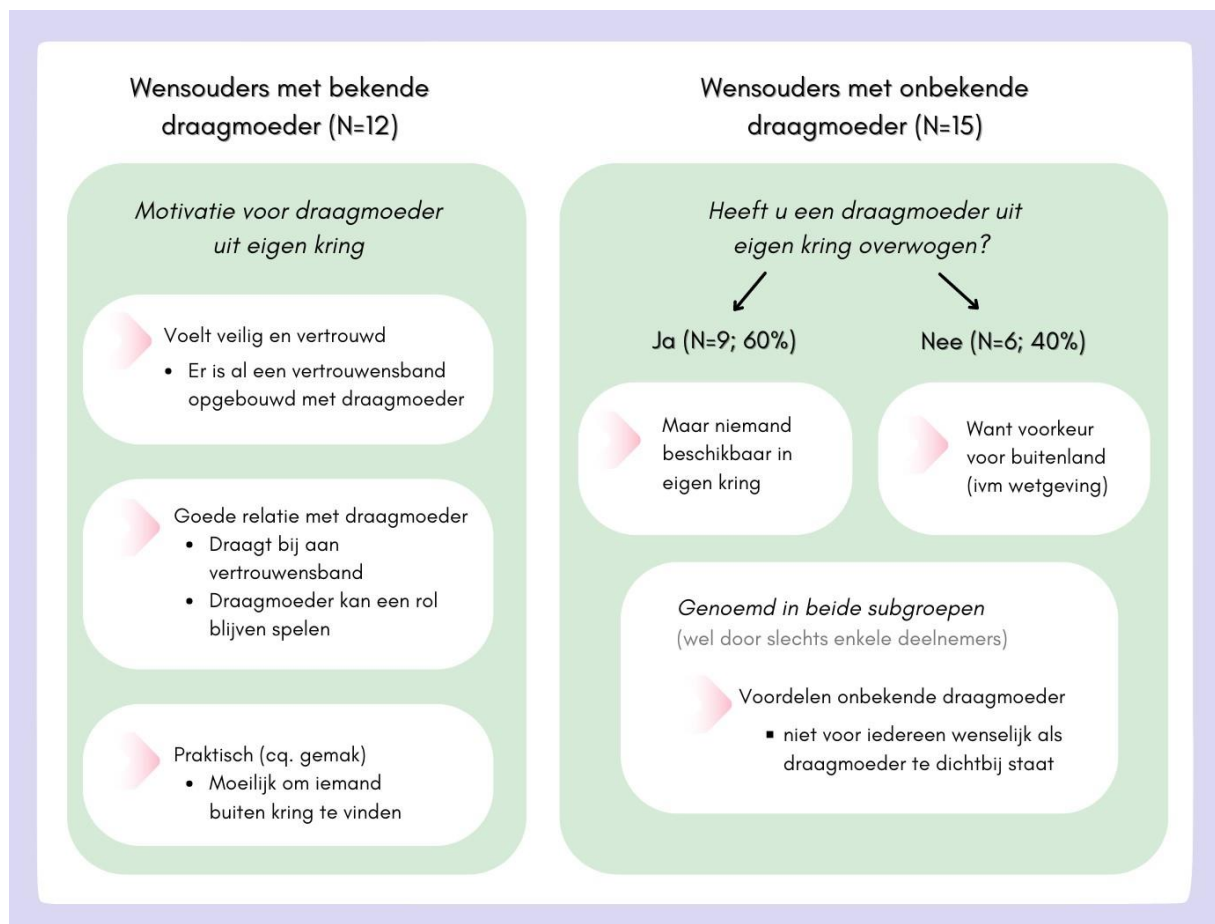 Wensouders met bekende
draagmoeder (N=12)
Motivatie voor draagmoeder
uit eigen kring
Voelt veilig en vertrouwd
• Er is al een vertrouwensband
opgebouwd met draagmoeder
Goede relatie met draagmoeder
• Draagt bij aan
vertrouwensband
• Draagmoeder kan een rol
blijven spelen
Praktisch (cq. gemak)
• Moeilijk om iemand
buiten kring te vinden
Wensouders met onbekende
draagmoeder (N=15)
Heeft u een draagmoeder uit
eigen kring overwogen?
Ja (N=9; 60%)
Maar niemand
beschikbaar in
eigen kring
Nee (N=6; 40%)
Want voorkeur
voor buitenland
(ivm wetgeving)
Genoemd in beide subgroepen
(wel door slechts enkele deelnemers)
Voordelen onbekende draagmoeder
▪ niet voor iedereen wenselijk als
draagmoeder te dichtbij staat